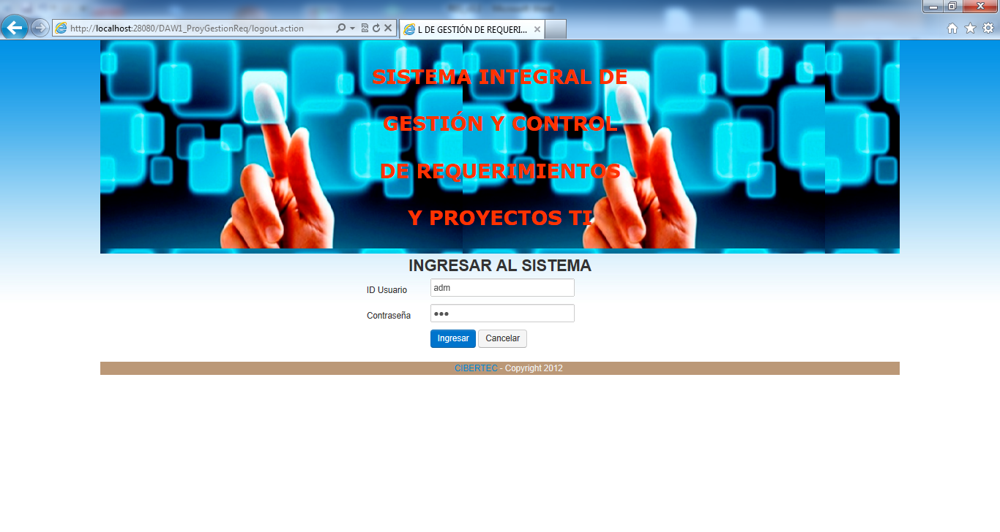 http://localhost:28080/DAW1_ProyGestionReq/logout.action
L DE GESTIÓN DE REQUERI...
SISTEMA INTEGRAL DE
GESTIÓN Y CONTROL
DE REQUERIMIENTOS
Y PROYECTOS TI
INGRESAR AL SISTEMA
ID Usuario
adm
Contraseña
●●●
Ingresar Cancelar
CIBERTEC - Copyright 2012